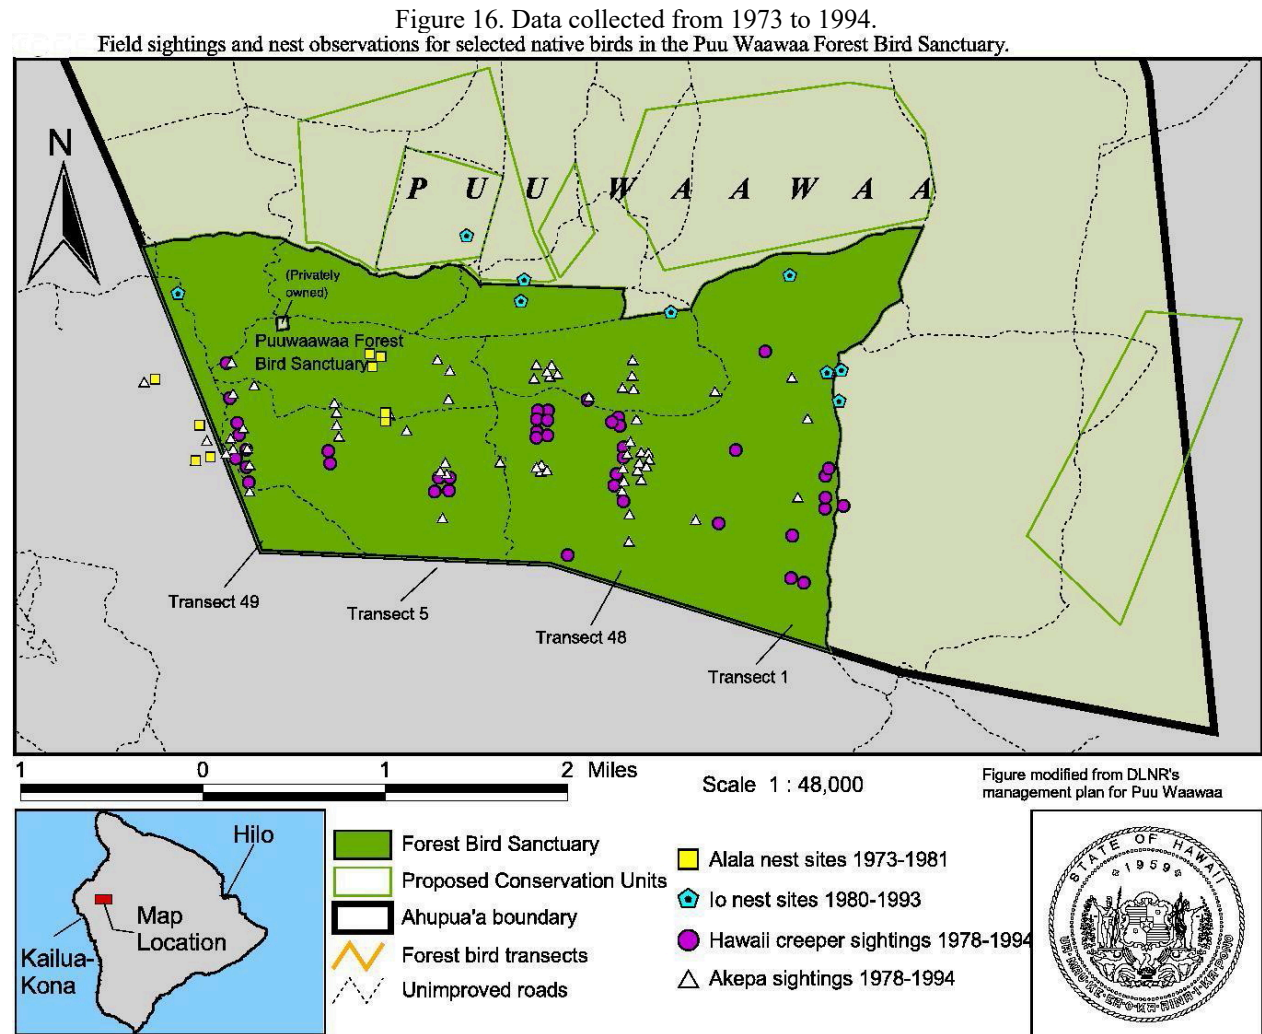 Figure 16. Data collected from 1973 to 1994.
Field sightings and nest observations for selected native birds in the Puu Waawaa Forest Bird Sanctuary.
N
P U U W A A W A A
(Privately
owned)
Puuwaawaa Forest
Bird Sanctuary
Transect 49
Transect 5
Transect 48
Transect 1
1 0 1 2 Miles
Scale 1 : 48,000
Figure modified from DLNR's
management plan for Puu Waawaa
Hilo
Map
Location
Kailua-
Kona
Forest Bird Sanctuary
Proposed Conservation Units
Ahupua'a boundary
Forest bird transects
Unimproved roads
Alala nest sites 1973-1981
Io nest sites 1980-1993
Hawaii creeper sightings 1978-1994
Akepa sightings 1978-1994
STATE OF HAWAII
1959